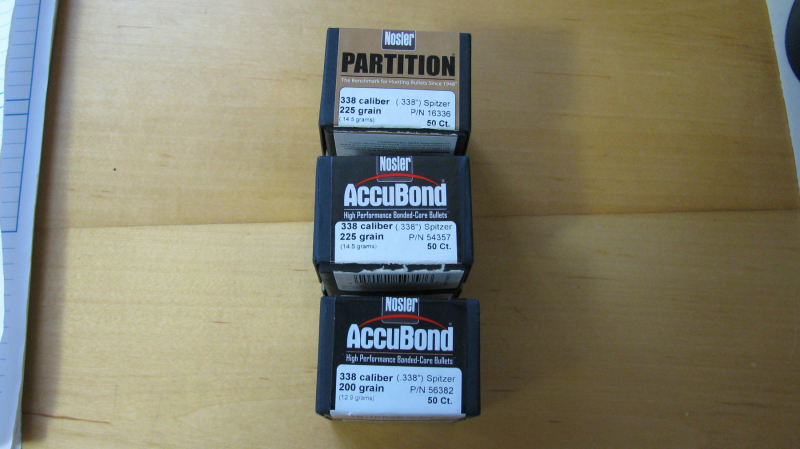 Nosler
PARTITION®
The Benchmark for Hunting Bullets Since 1948
338 caliber (.338") Spitzer
225 grain P/N 16336
(14.5 grams) 50 Ct.
Nosler
ACCUBOND
High Performance Bonded-Core Bullets
338 caliber (.338") Spitzer
225 grain P/N 54357
(14.5 grams) 50 Ct.
Nosler
ACCUBOND
High Performance Bonded-Core Bullets
338 caliber (.338") Spitzer
200 grain P/N 56382
(12.9 grams) 50 Ct.